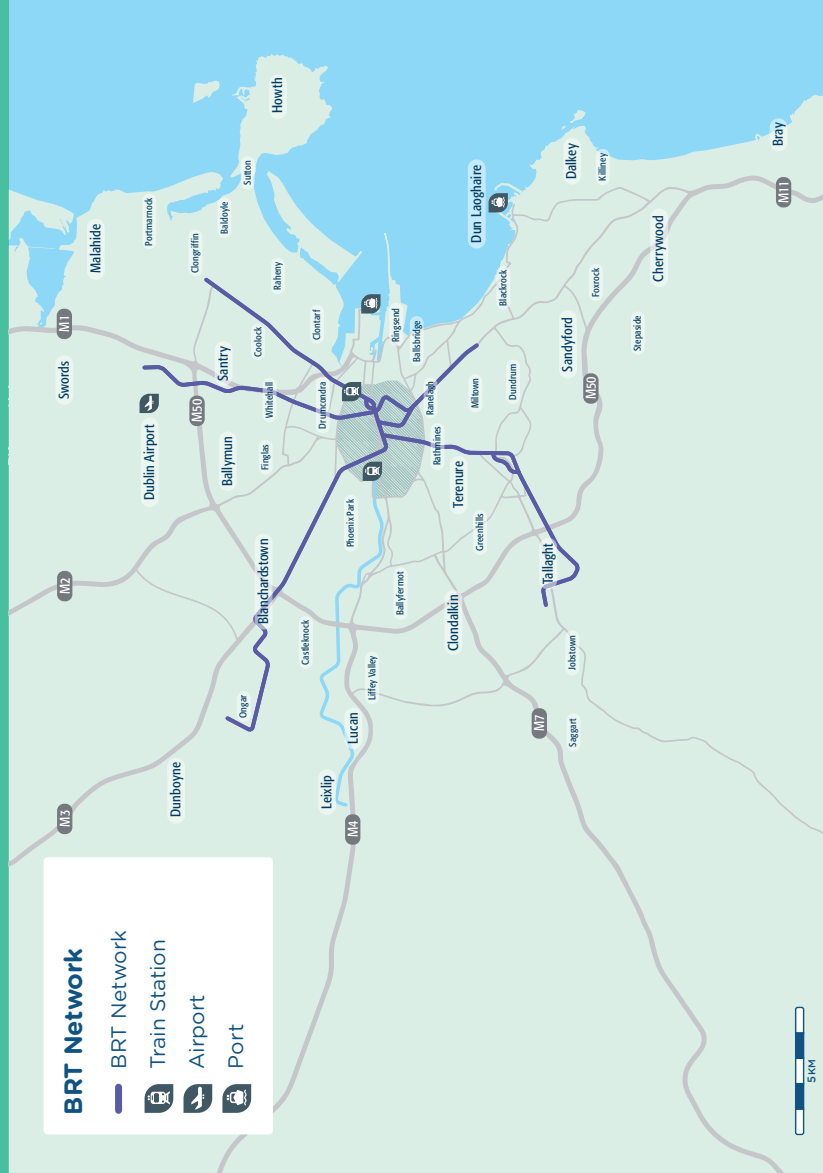 BRT Network
BRT Network
Train Station
Airport
Port
M3
M2
M1
Swords
Malahide
Dunboyne
Dublin Airport
Portmarnock
M50
Ballymun
Santry
Clongriffin
Baldoyle
Sutton
Howth
Ongar
Blanchardstown
Finglas
Whitehall
Coolock
Raheny
Castleknock
Drumcondra
Clontarf
Leixlip
Lucan
M4
Phoenix Park
Liffey Valley
Ballyfermot
Ringsend
Ballsbridge
Ranelagh
Rathmines
Clondalkin
Terenure
Greenhills
Milltown
Dun Laoghaire
Blackrock
Dundrum
M7
Tallaght
Jobstown
Saggart
Sandyford
Dalkey
Killiney
M50
Foxrock
Stepaside
Cherrywood
Bray
M11
5 KM